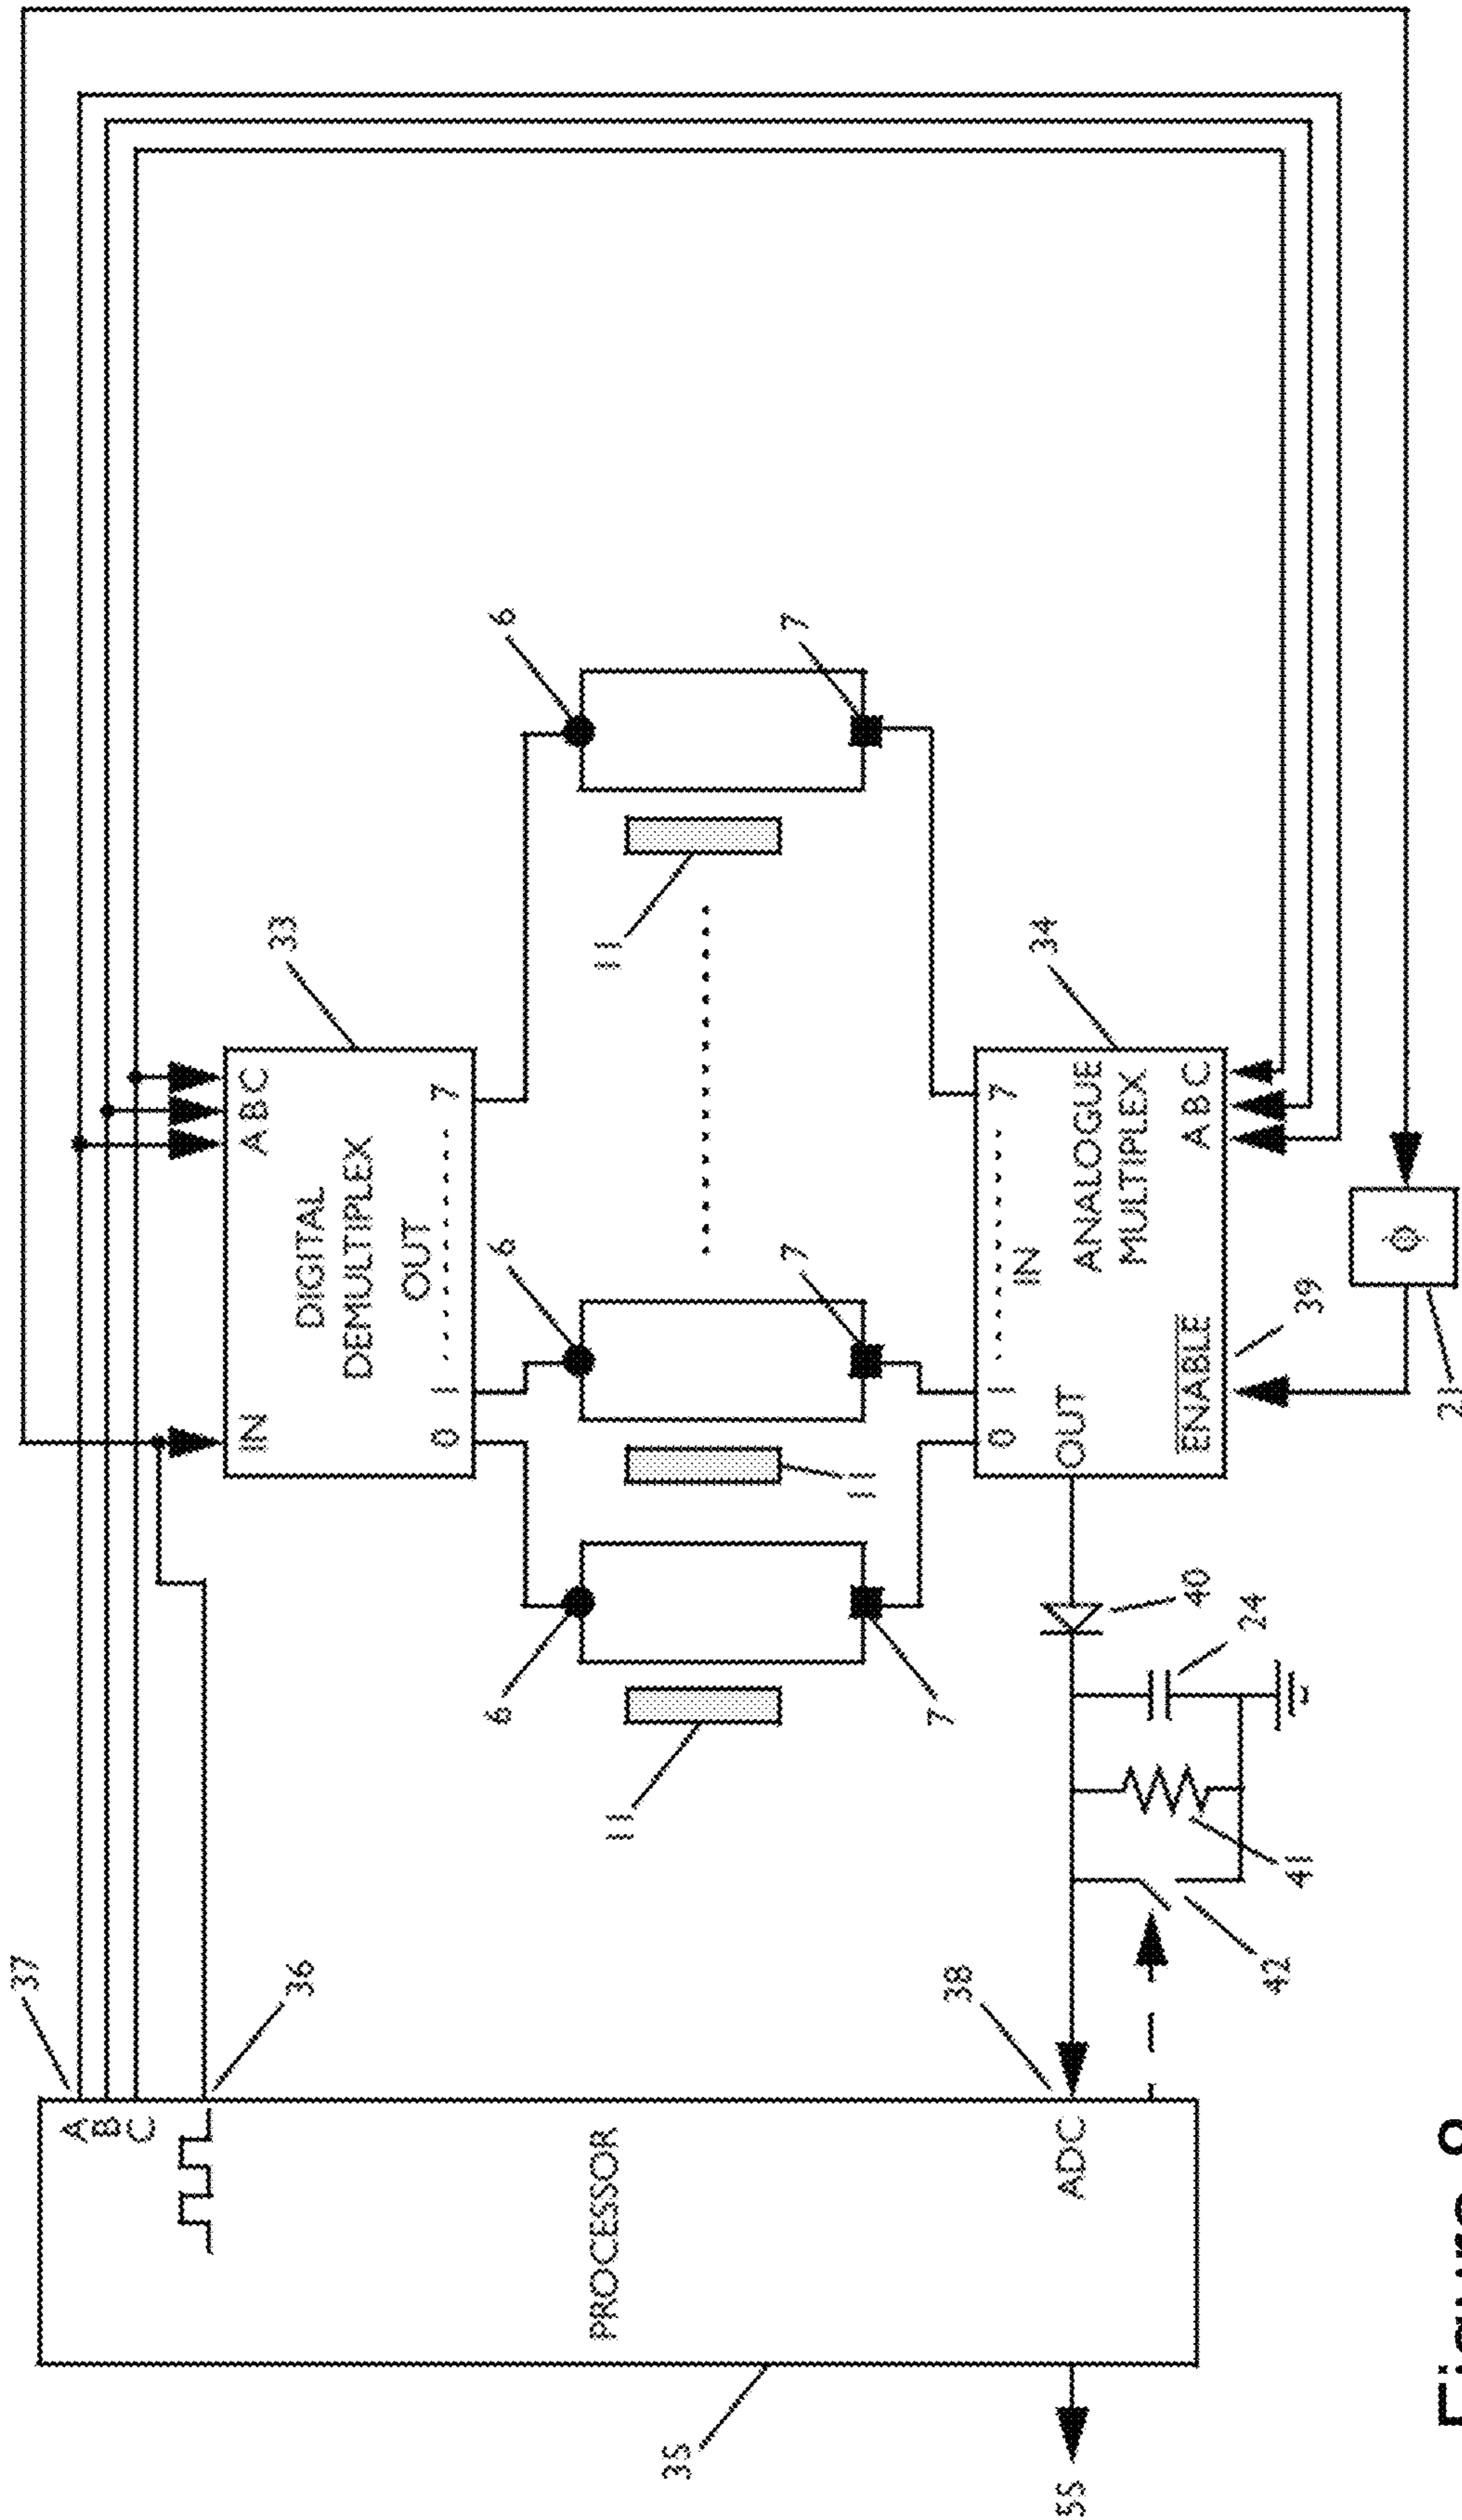 37
A
B
C
36
PROCESSOR
35
ADC
38
55
IN
A B C
DIGITAL
DEMULTIPLEX
OUT
0 1 7
33
6
7
11
6
7
11
6
7
11
0 1 7
IN
OUT
ANALOGUE
MULTIPLEX
ENABLE
A B C
34
39
40
24
41
42
ϕ
21
Figure 8